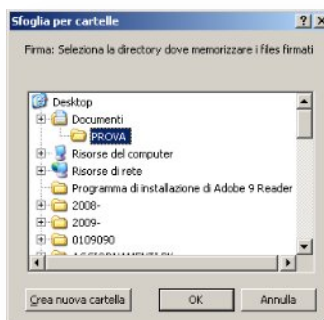 Sfoglia per cartelle
Firma: Seleziona la directory dove memorizzare i files firmati
Desktop
Documenti
PROVA
Risorse del computer
Risorse di rete
Programma di installazione di Adobe 9 Reader
2008-
2009-
0109090
Crea nuova cartella OK Annulla